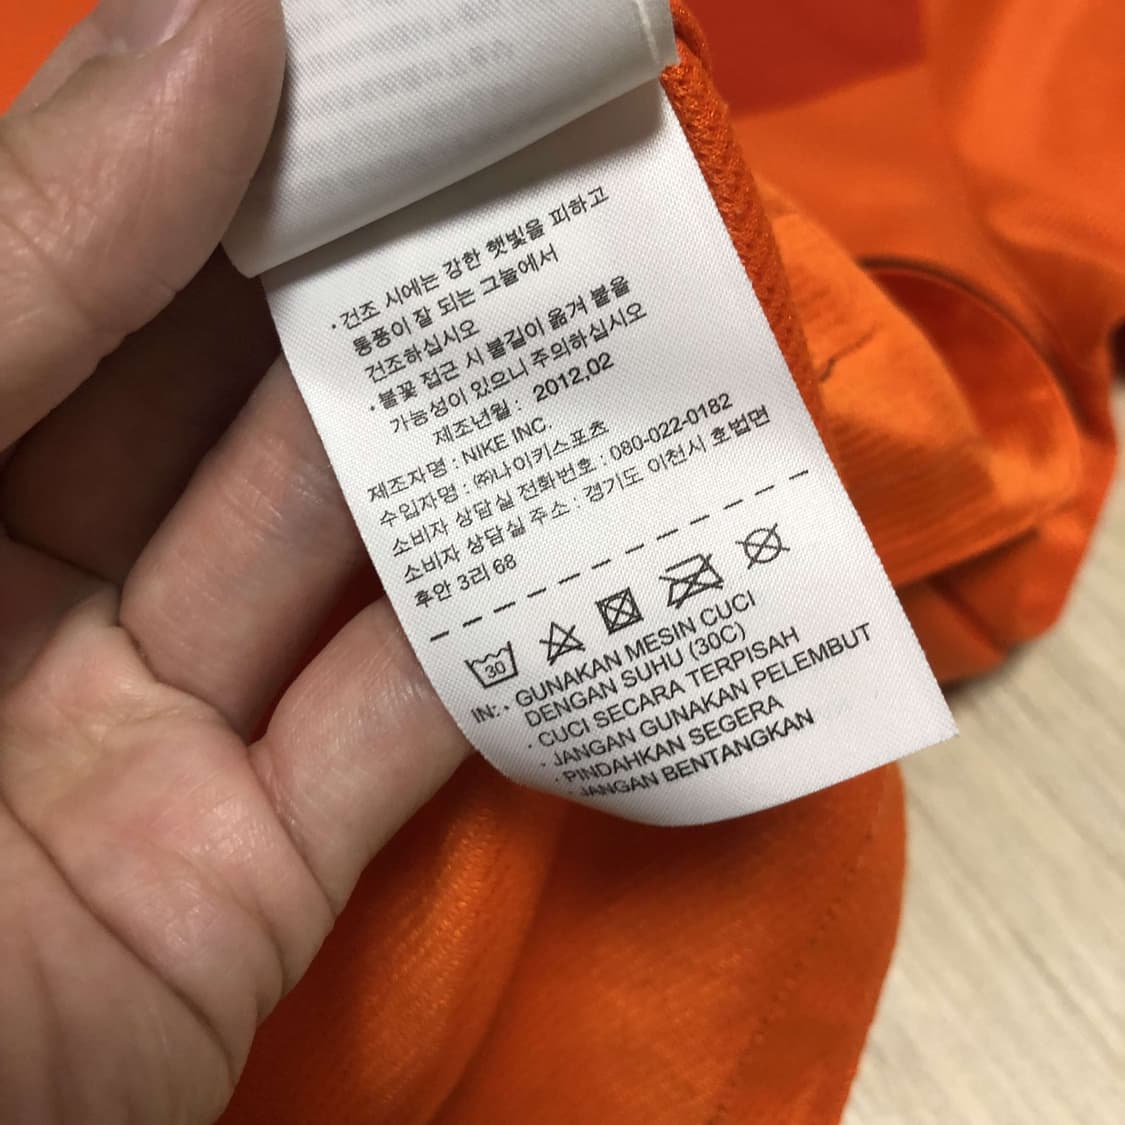 ·건조 시에는 강한 햇빛을 피하고
통풍이 잘 되는 그늘에서
건조하십시오
·불꽃 접근 시 불길이 옮겨 붙을
가능성이 있으니 주의하십시오
제조년월 : 2012.02
제조자명 : NIKE INC.
수입자명 : ㈜나이키스포츠
소비자 상담실 전화번호 : 080-022-0182
소비자 상담실 주소 : 경기도 이천시 호법면
후안 3리 68
30
IN: · GUNAKAN MESIN CUCI
DENGAN SUHU (30C)
· CUCI SECARA TERPISAH
· JANGAN GUNAKAN PELEMBUT
· PINDAHKAN SEGERA
· JANGAN BENTANGKAN